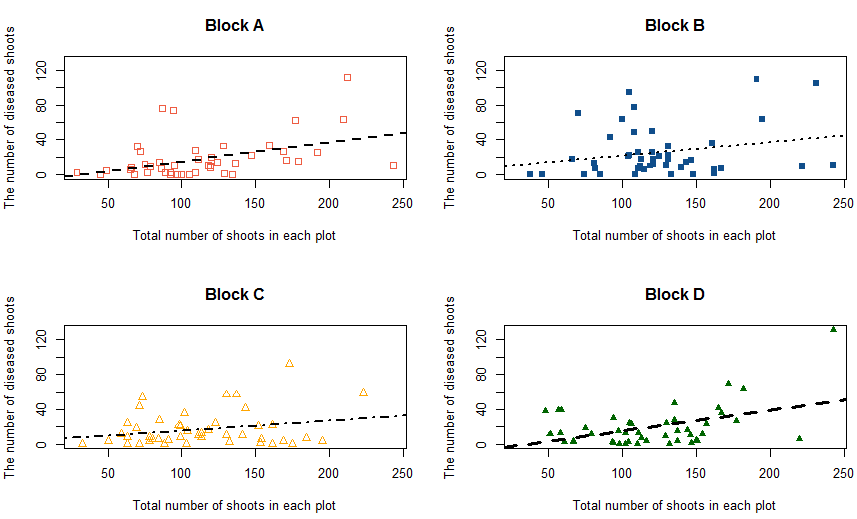 Block A
The number of diseased shoots
120
80
40
0
50 100 150 200 250
Total number of shoots in each plot
Block B
The number of diseased shoots
120
80
40
0
50 100 150 200 250
Total number of shoots in each plot
Block C
The number of diseased shoots
120
80
40
0
50 100 150 200 250
Total number of shoots in each plot
Block D
The number of diseased shoots
120
80
40
0
50 100 150 200 250
Total number of shoots in each plot